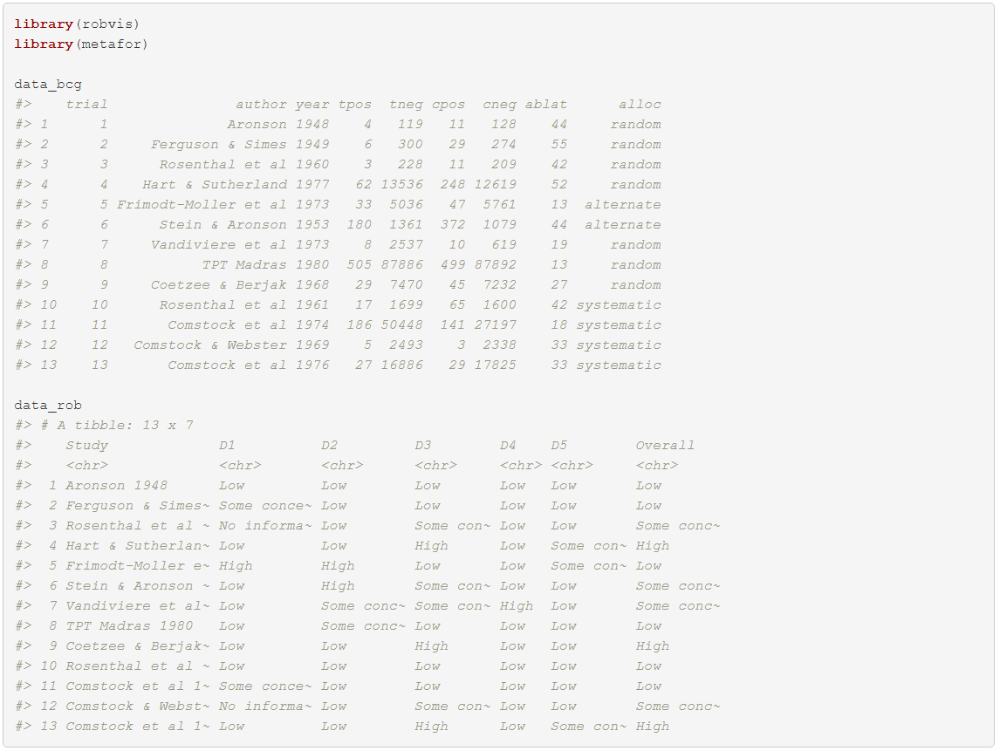 library(robvis)
library(metafor)

data_bcg
#>    trial               author year tpos  tneg cpos  cneg ablat      alloc
#> 1      1              Aronson 1948    4   119   11   128    44     random
#> 2      2     Ferguson & Simes 1949    6   300   29   274    55     random
#> 3      3      Rosenthal et al 1960    3   228   11   209    42     random
#> 4      4    Hart & Sutherland 1977   62 13536  248 12619    52     random
#> 5      5 Frimodt-Moller et al 1973   33  5036   47  5761    13  alternate
#> 6      6      Stein & Aronson 1953  180  1361  372  1079    44  alternate
#> 7      7     Vandiviere et al 1973    8  2537   10   619    19     random
#> 8      8           TPT Madras 1980  505 87886  499 87892    13     random
#> 9      9     Coetzee & Berjak 1968   29  7470   45  7232    27     random
#> 10    10      Rosenthal et al 1961   17  1699   65  1600    42 systematic
#> 11    11       Comstock et al 1974  186 50448  141 27197    18 systematic
#> 12    12   Comstock & Webster 1969    5  2493    3  2338    33 systematic
#> 13    13       Comstock et al 1976   27 16886   29 17825    33 systematic

data_rob
#> # A tibble: 13 x 7
#>    Study             D1          D2         D3       D4    D5        Overall
#>    <chr>             <chr>       <chr>      <chr>    <chr> <chr>     <chr>
#>  1 Aronson 1948      Low         Low        Low      Low   Low       Low
#>  2 Ferguson & Simes~ Some conce~ Low        Low      Low   Low       Low
#>  3 Rosenthal et al ~ No informa~ Low        Some con~ Low  Low       Some conc~
#>  4 Hart & Sutherlan~ Low         Low        High     Low   Some con~ High
#>  5 Frimodt-Moller e~ High        High       Low      Low   Some con~ Low
#>  6 Stein & Aronson ~ Low         High       Some con~ Low  Low       Some conc~
#>  7 Vandiviere et al~ Low         Some conc~ Some con~ High Low       Some conc~
#>  8 TPT Madras 1980   Low         Some conc~ Low      Low   Low       Low
#>  9 Coetzee & Berjak~ Low         Low        High     Low   Low       High
#> 10 Rosenthal et al ~ Low         Low        Low      Low   Low       Low
#> 11 Comstock et al 1~ Some conce~ Low        Low      Low   Low       Low
#> 12 Comstock & Webst~ No informa~ Low        Some con~ Low  Low       Some conc~
#> 13 Comstock et al 1~ Low         Low        High     Low   Some con~ High